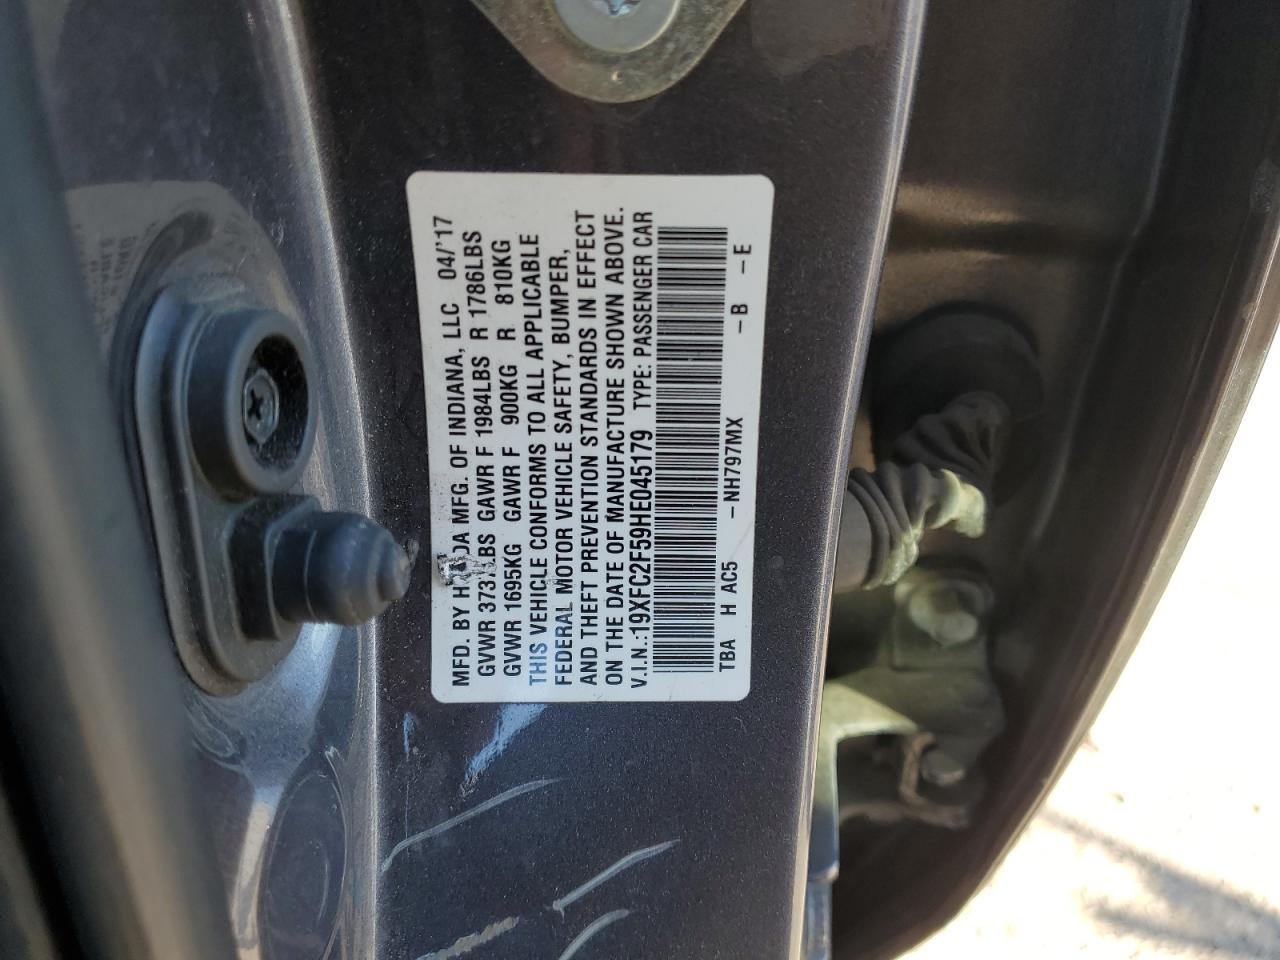 MFD. BY HONDA MFG. OF INDIANA, LLC 04/'17
GVWR 3737LBS GAWR F 1984LBS R 1786LBS
GVWR 1695KG GAWR F 900KG R 810KG
THIS VEHICLE CONFORMS TO ALL APPLICABLE
FEDERAL MOTOR VEHICLE SAFETY, BUMPER,
AND THEFT PREVENTION STANDARDS IN EFFECT
ON THE DATE OF MANUFACTURE SHOWN ABOVE.
V.I.N.:19XFC2F59HE045179 TYPE: PASSENGER CAR
TBA H AC5 -NH797MX -B -E